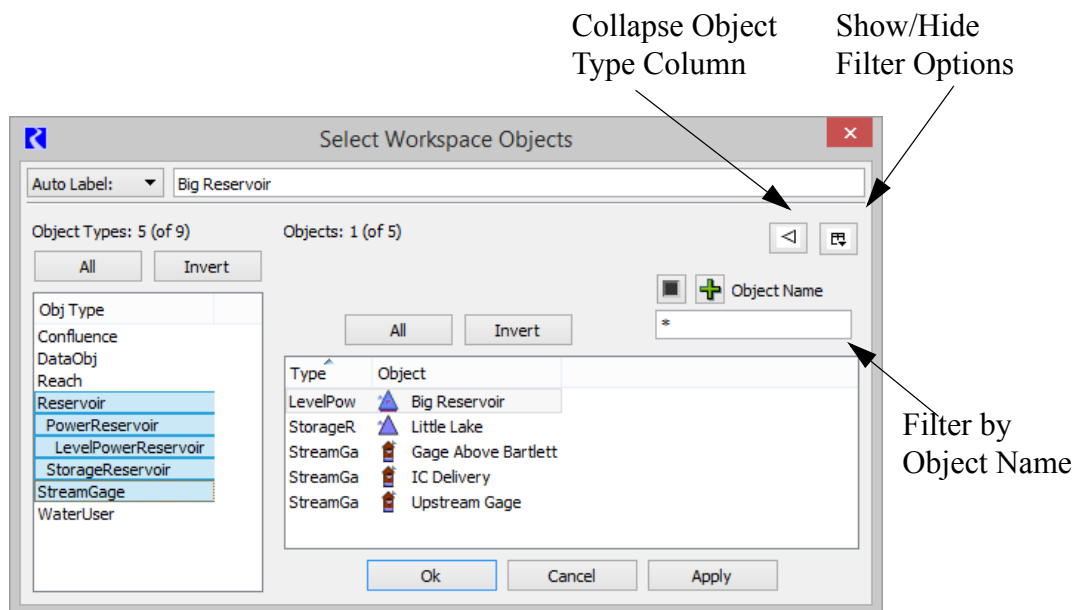 Collapse Object
Type Column
Show/Hide
Filter Options
Select Workspace Objects
Auto Label:
Big Reservoir
Object Types: 5 (of 9)
Objects: 1 (of 5)
All
Invert
Object Name
*
All
Invert
Obj Type
Confluence
DataObj
Reach
Reservoir
PowerReservoir
LevelPowerReservoir
StorageReservoir
StreamGage
WaterUser
Type Object
LevelPow Big Reservoir
StorageR Little Lake
StreamGa Gage Above Bartlett
StreamGa IC Delivery
StreamGa Upstream Gage
Filter by
Object Name
Ok
Cancel
Apply